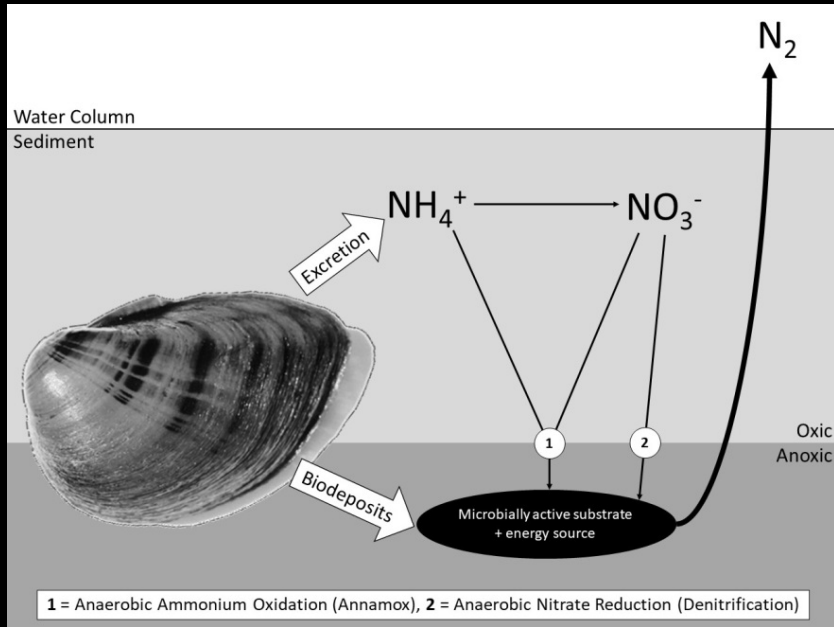 N₂
Water Column
Sediment
NH₄⁺
NO₃⁻
Excretion
Oxic
Anoxic
1
2
Biodeposits
Microbially active substrate
+ energy source
1 = Anaerobic Ammonium Oxidation (Annamox), 2 = Anaerobic Nitrate Reduction (Denitrification)